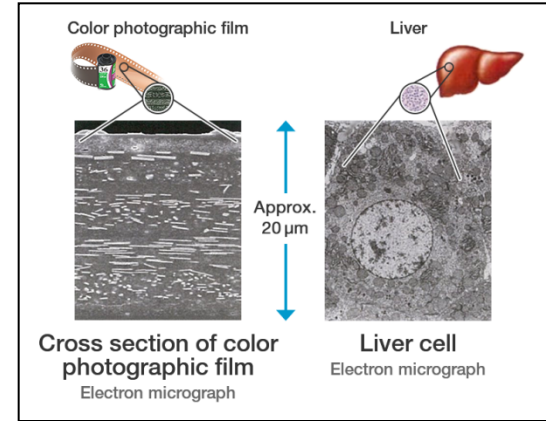 Color photographic film
Liver
36
Approx.
20 µm
Cross section of color
photographic film
Electron micrograph
Liver cell
Electron micrograph